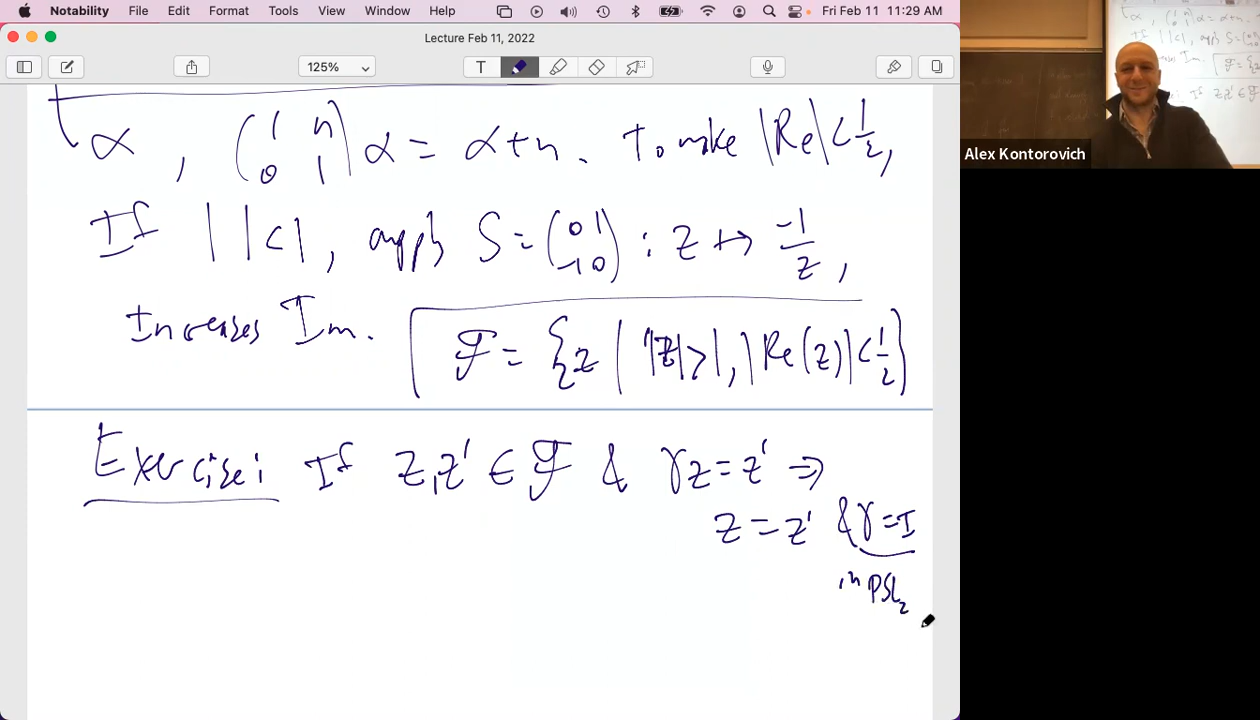 Notability File Edit Format Tools View Window Help Fri Feb 11 11:29 AM
Lecture Feb 11, 2022
125% T
α , (1 n 0 1) α = α+n. To make |Re|<1/2,
If | |<1, apply S = (0 1 -1 0) : z ↦ -1/z,
Increases Im. F = {z | |z|>1, |Re(z)|<1/2}
Exercise: If z,z' ∈ F & γz=z' ⇒
z=z' & γ=I
in PSL₂
Alex Kontorovich